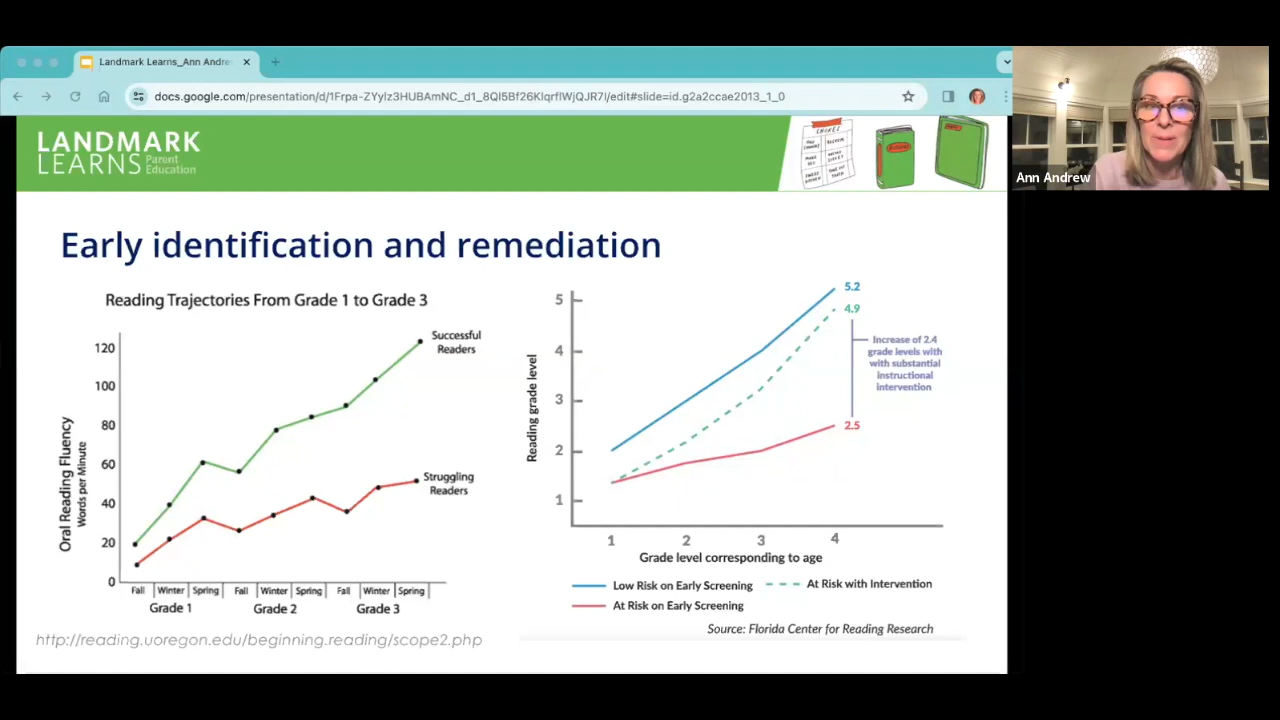 Landmark Learns_Ann Andre
docs.google.com/presentation/d/1Frpa-ZYylz3HUBAmNC_d1_8Ql5Bf26KlqrflWjQJR7I/edit#slide=id.g2a2ccae2013_1_0
LANDMARK
LEARNS Parent
Education
Ann Andrew
Early identification and remediation
Reading Trajectories From Grade 1 to Grade 3
Oral Reading Fluency
Words per Minute
120
100
80
60
40
20
0
Successful
Readers
Struggling
Readers
Fall Winter Spring Fall Winter Spring Fall Winter Spring
Grade 1 Grade 2 Grade 3
http://reading.uoregon.edu/beginning.reading/scope2.php
Reading grade level
5
4
3
2
1
5.2
4.9
Increase of 2.4
grade levels with
with substantial
instructional
intervention
2.5
1 2 3 4
Grade level corresponding to age
Low Risk on Early Screening At Risk with Intervention
At Risk on Early Screening
Source: Florida Center for Reading Research